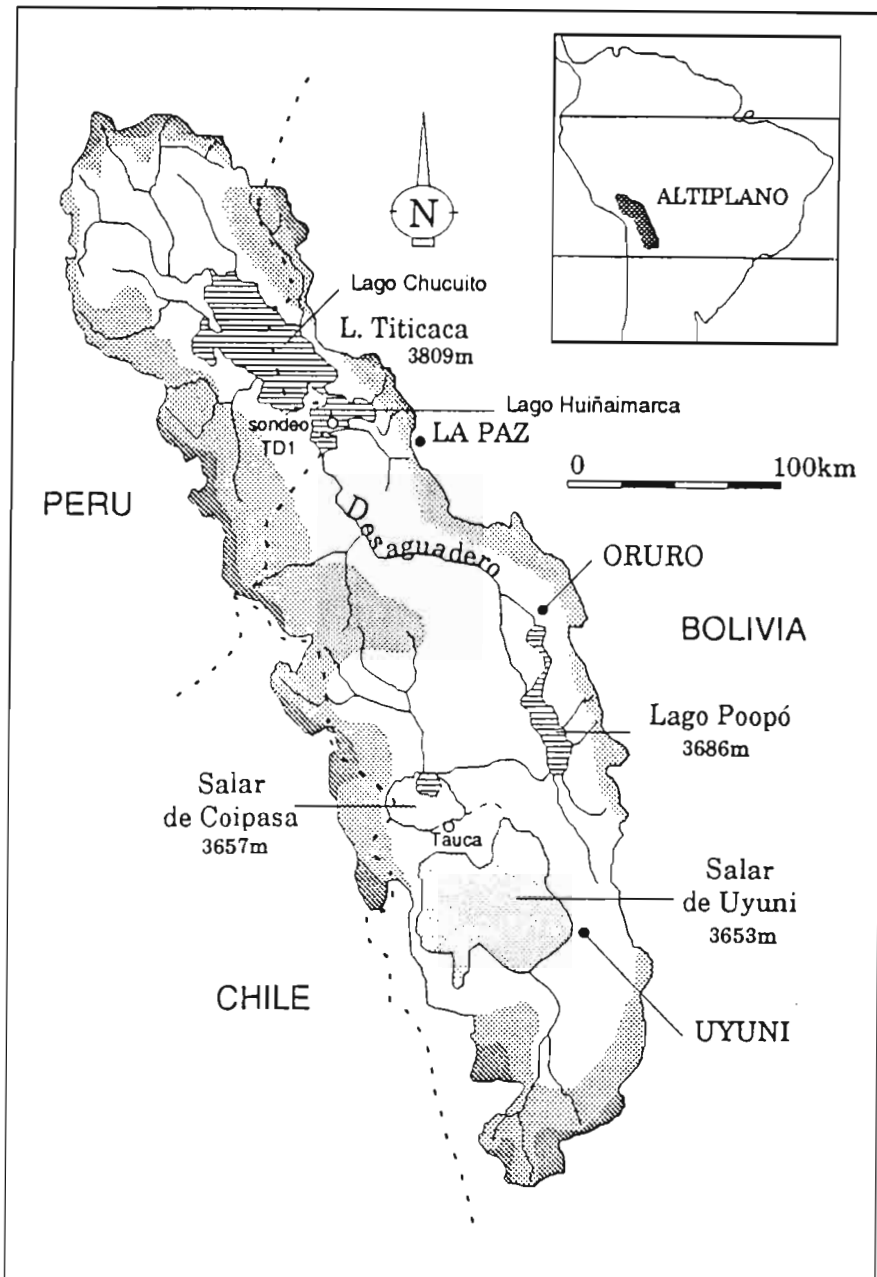 ALTIPLANO
N
Lago Chucuito
L. Titicaca
3809m
Lago Huiñaimarca
sondeo
TD1
LA PAZ
0 100km
PERU
Desaguadero
ORURO
BOLIVIA
Lago Poopó
3686m
Salar
de Coipasa
3657m
Tauca
Salar
de Uyuni
3653m
CHILE
UYUNI